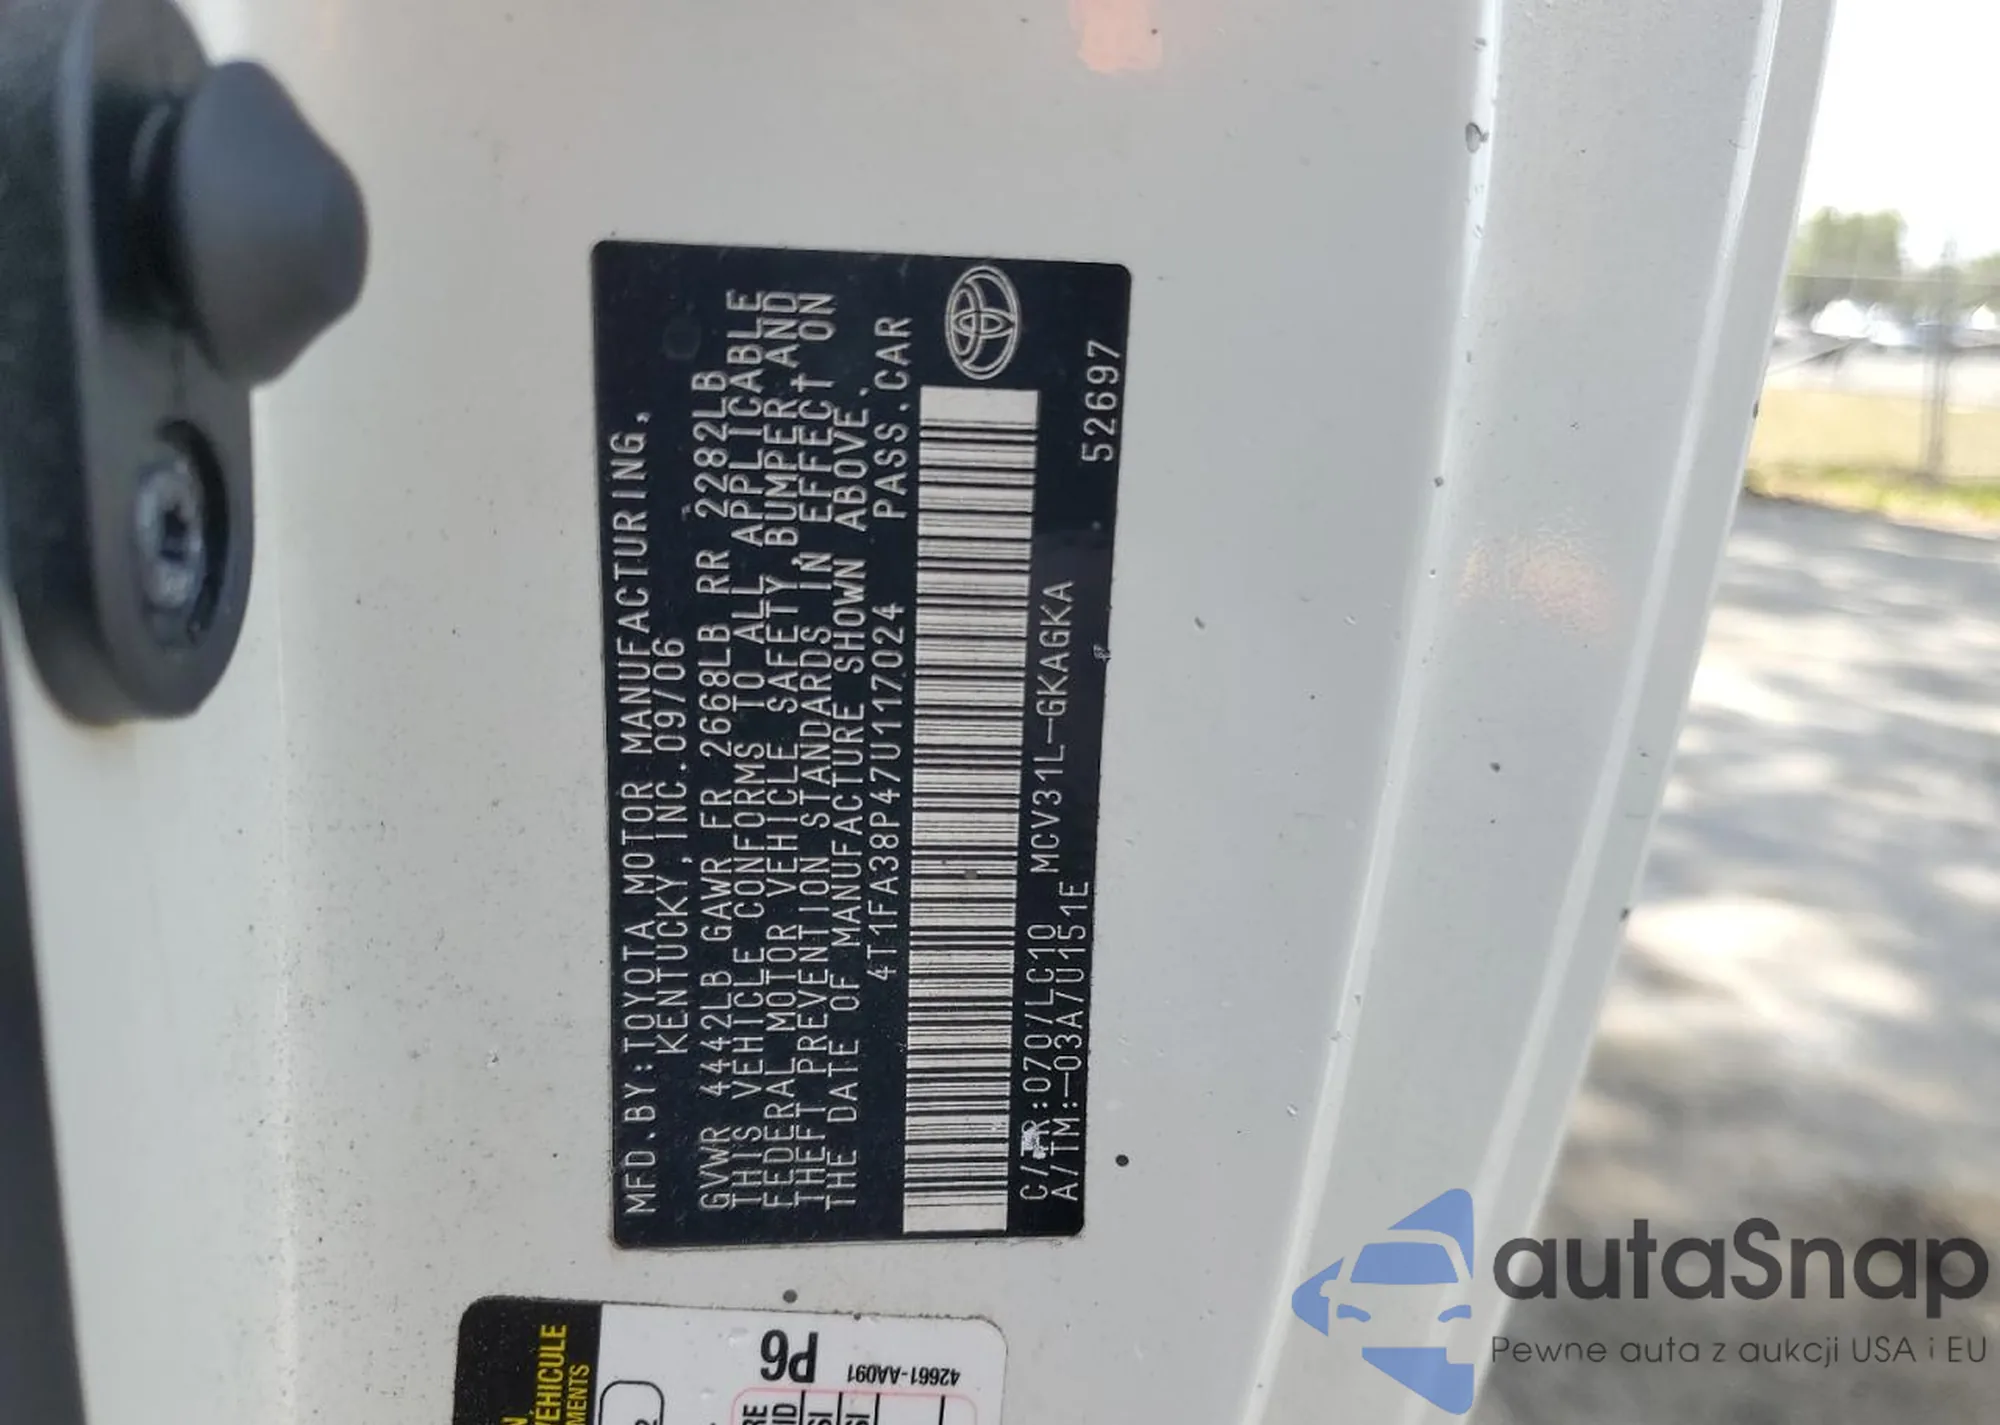 MFD.BY:TOYOTA MOTOR MANUFACTURING,
KENTUCKY,INC.09/06
GVWR 4442LB GAWR FR 2668LB RR 2282LB
THIS VEHICLE CONFORMS TO ALL APPLICABLE
FEDERAL MOTOR VEHICLE SAFETY,BUMPER,AND
THEFT PREVENTION STANDARDS IN EFFECT ON
THE DATE OF MANUFACTURE SHOWN ABOVE.
4T1FA38P47U117024 PASS.CAR
C/TR:070/LC10 MCV31L-GKAGKA
A/TM:-03A/U151E
52697
VÉHICULE
P6
42661-AA091
autaSnap
Pewne auta z aukcji USA i EU